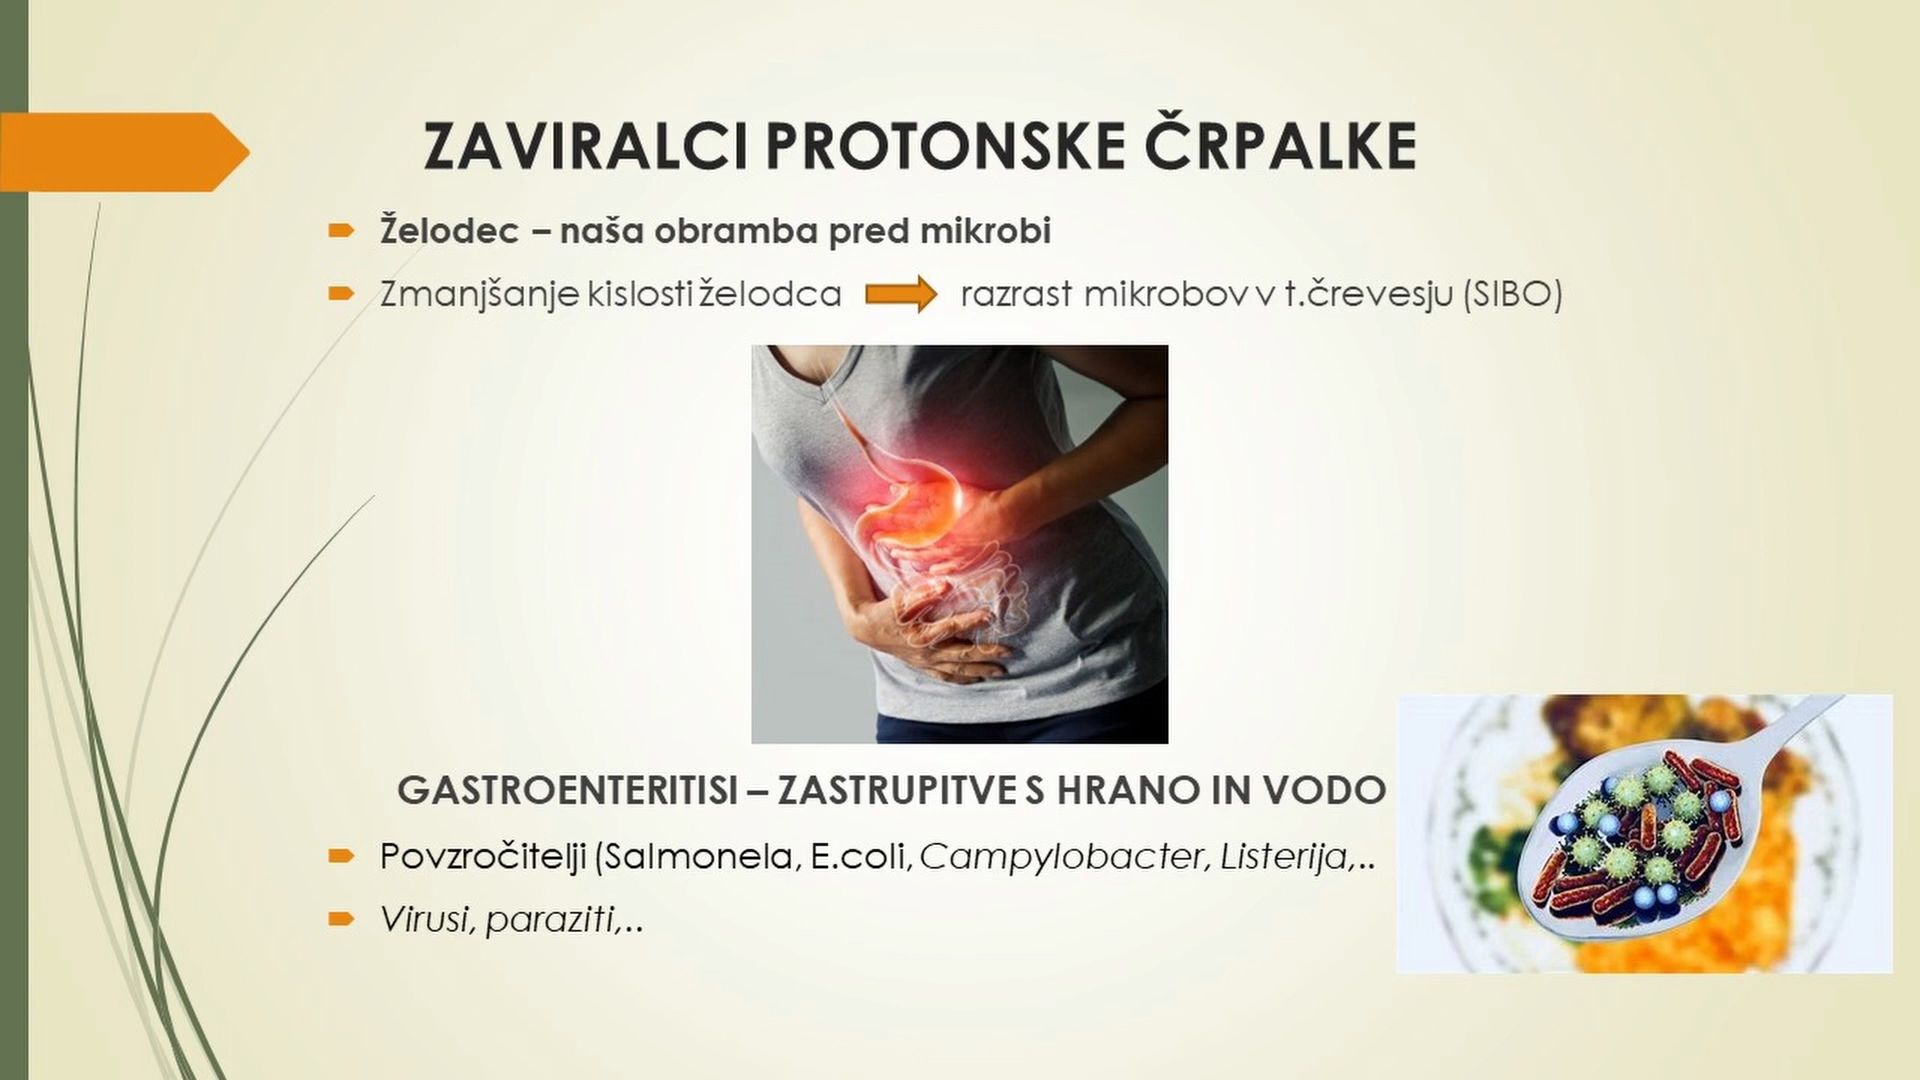 ZAVIRALCI PROTONSKE ČRPALKE
Želodec – naša obramba pred mikrobi
Zmanjšanje kislosti želodca razrast mikrobov v t.črevesju (SIBO)
GASTROENTERITISI – ZASTRUPITVE S HRANO IN VODO
Povzročitelji (Salmonela, E.coli, Campylobacter, Listerija,..
Virusi, paraziti,..